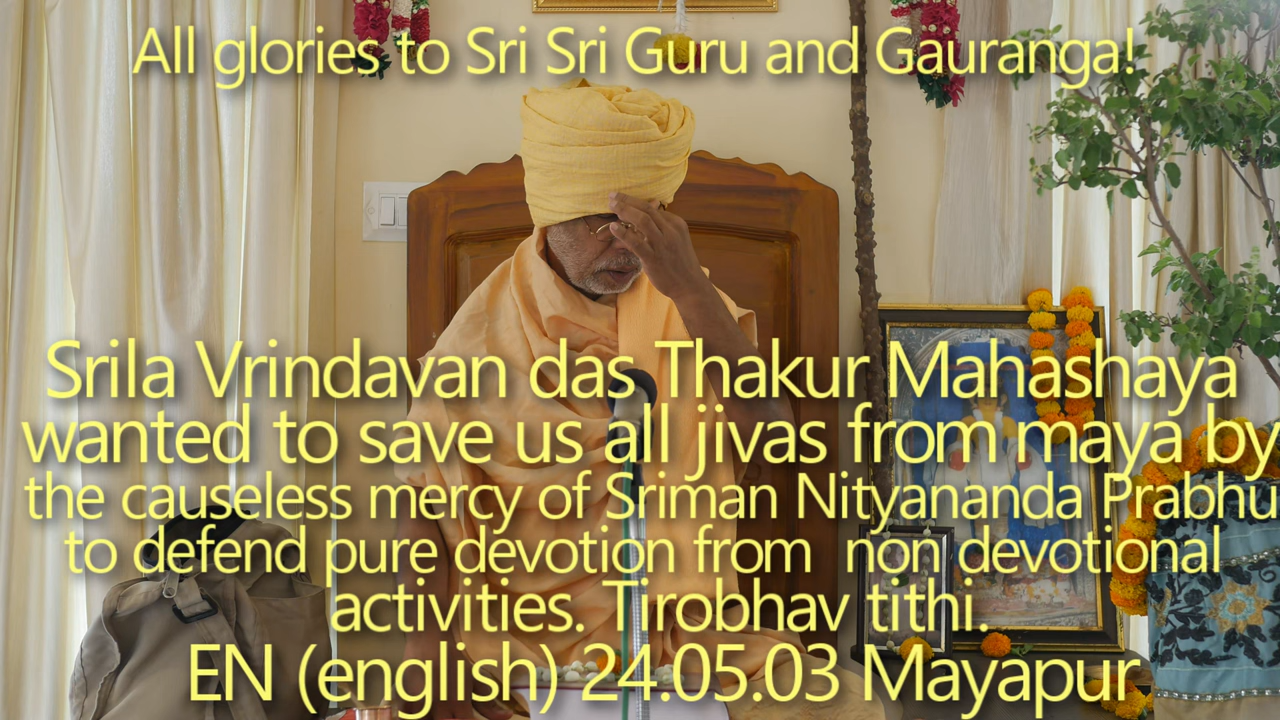 All glories to Sri Sri Guru and Gauranga!
Srila Vrindavan das Thakur Mahashaya
wanted to save us all jivas from maya by
the causeless mercy of Sriman Nityananda Prabhu
to defend pure devotion from non devotional
activities. Tirobhav tithi.
EN (english) 24.05.03 Mayapur